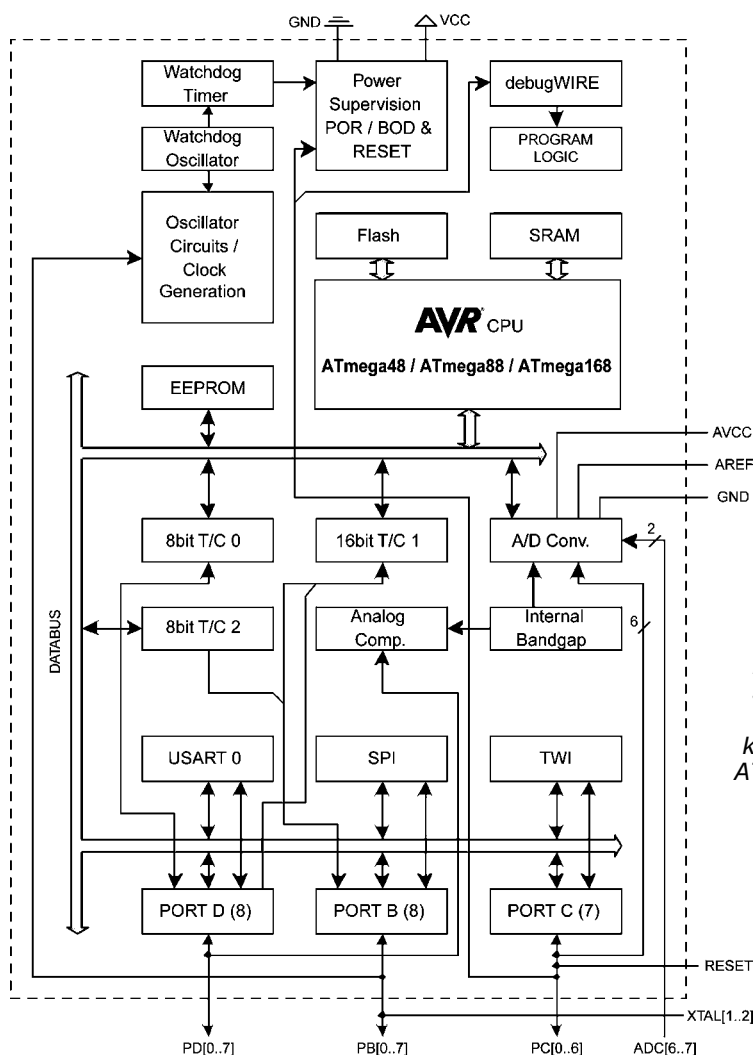 GND
VCC
Watchdog
Timer
Power
Supervision
POR / BOD &
RESET
debugWIRE
Watchdog
Oscillator
PROGRAM
LOGIC
Oscillator
Circuits /
Clock
Generation
Flash
SRAM
AVR® CPU
ATmega48 / ATmega88 / ATmega168
EEPROM
AVCC
AREF
GND
8bit T/C 0
16bit T/C 1
A/D Conv.
2
DATABUS
8bit T/C 2
Analog
Comp.
Internal
Bandgap
6
USART 0
SPI
TWI
k
A
PORT D (8)
PORT B (8)
PORT C (7)
RESET
XTAL[1..2]
PD[0..7]
PB[0..7]
PC[0..6]
ADC[6..7]